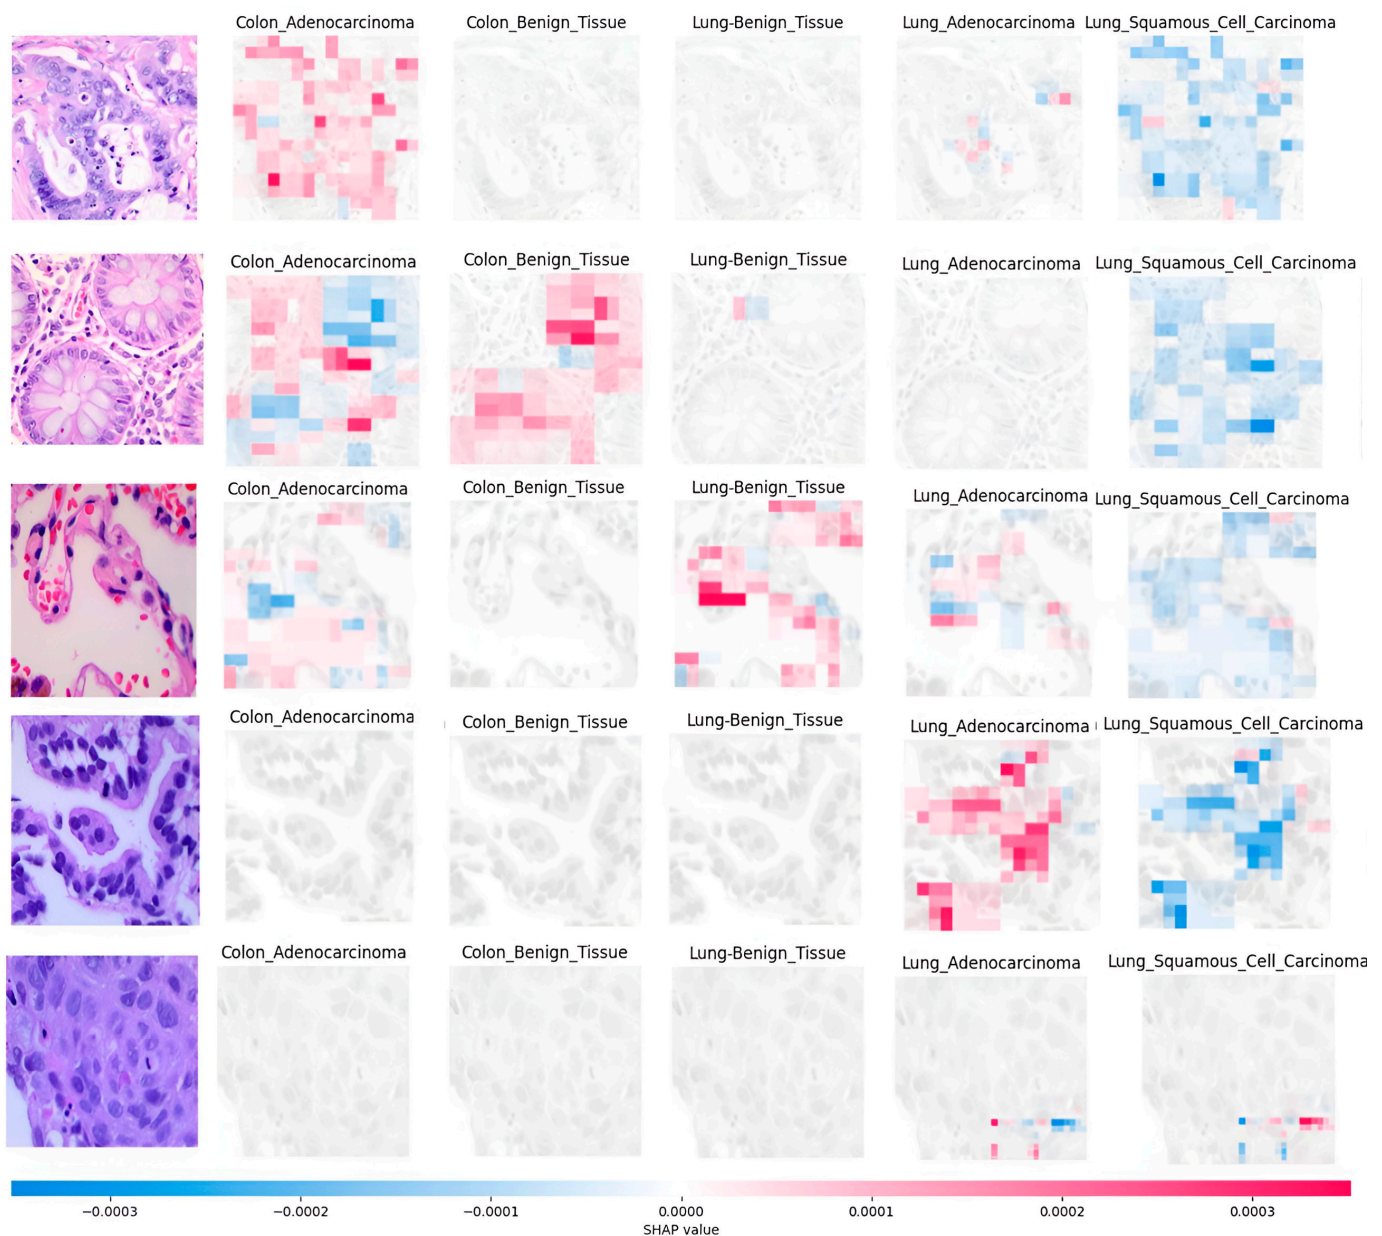 Colon_Adenocarcinoma Colon_Benign_Tissue Lung-Benign_Tissue Lung_Adenocarcinoma Lung_Squamous_Cell_Carcinoma
Colon_Adenocarcinoma Colon_Benign_Tissue Lung-Benign_Tissue Lung_Adenocarcinoma Lung_Squamous_Cell_Carcinoma
Colon_Adenocarcinoma Colon_Benign_Tissue Lung-Benign_Tissue Lung_Adenocarcinoma Lung_Squamous_Cell_Carcinoma
Colon_Adenocarcinoma Colon_Benign_Tissue Lung-Benign_Tissue Lung_Adenocarcinoma Lung_Squamous_Cell_Carcinoma
Colon_Adenocarcinoma Colon_Benign_Tissue Lung-Benign_Tissue Lung_Adenocarcinoma Lung_Squamous_Cell_Carcinoma
−0.0003 −0.0002 −0.0001 0.0000 0.0001 0.0002 0.0003
SHAP value